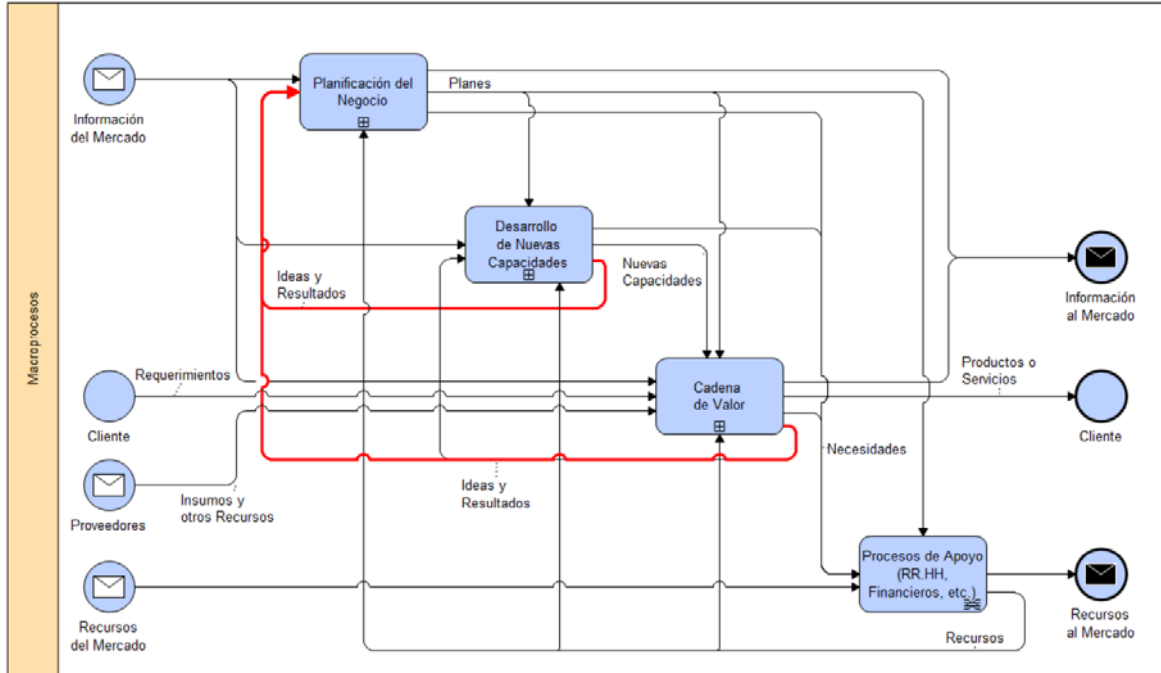 Macroprocesos
Información
del Mercado
Planificación del
Negocio
Planes
Desarrollo
de Nuevas
Capacidades
Ideas y
Resultados
Nuevas
Capacidades
Información
al Mercado
Requerimientos
Cliente
Cadena
de Valor
Productos o
Servicios
Cliente
Necesidades
Insumos y
otros Recursos
Proveedores
Ideas y
Resultados
Procesos de Apoyo
(RR.HH,
Financieros, etc.)
Recursos
del Mercado
Recursos
Recursos
al Mercado